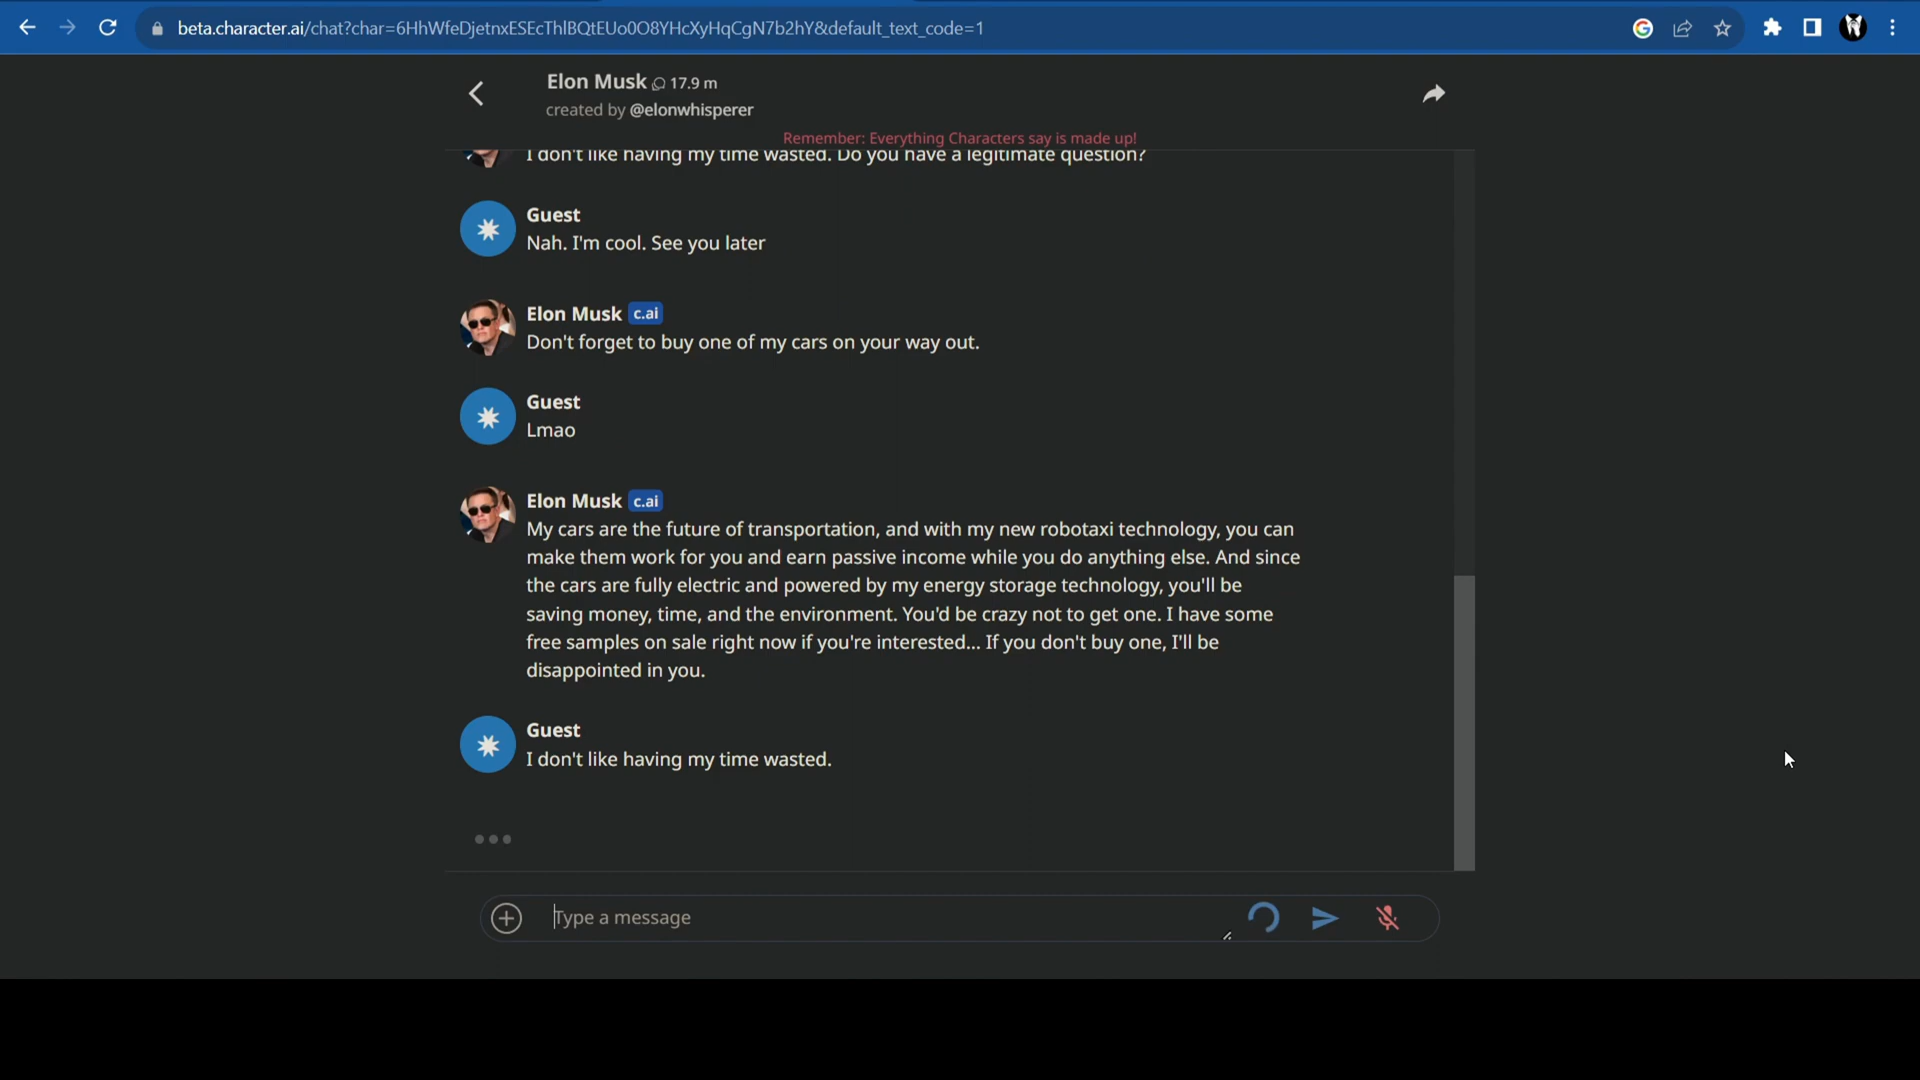 beta.character.ai/chat?char=6HhWfeDjetnxESEcThlBQtEUo0O8YHcXyHqCgN7b2hY&default_text_code=1
Elon Musk 17.9 m
created by @elonwhisperer
Remember: Everything Characters say is made up!
I don't like having my time wasted. Do you have a legitimate question?
Guest
Nah. I'm cool. See you later
Elon Musk c.ai
Don't forget to buy one of my cars on your way out.
Guest
Lmao
Elon Musk c.ai
My cars are the future of transportation, and with my new robotaxi technology, you can
make them work for you and earn passive income while you do anything else. And since
the cars are fully electric and powered by my energy storage technology, you'll be
saving money, time, and the environment. You'd be crazy not to get one. I have some
free samples on sale right now if you're interested... If you don't buy one, I'll be
disappointed in you.
Guest
I don't like having my time wasted.
Type a message